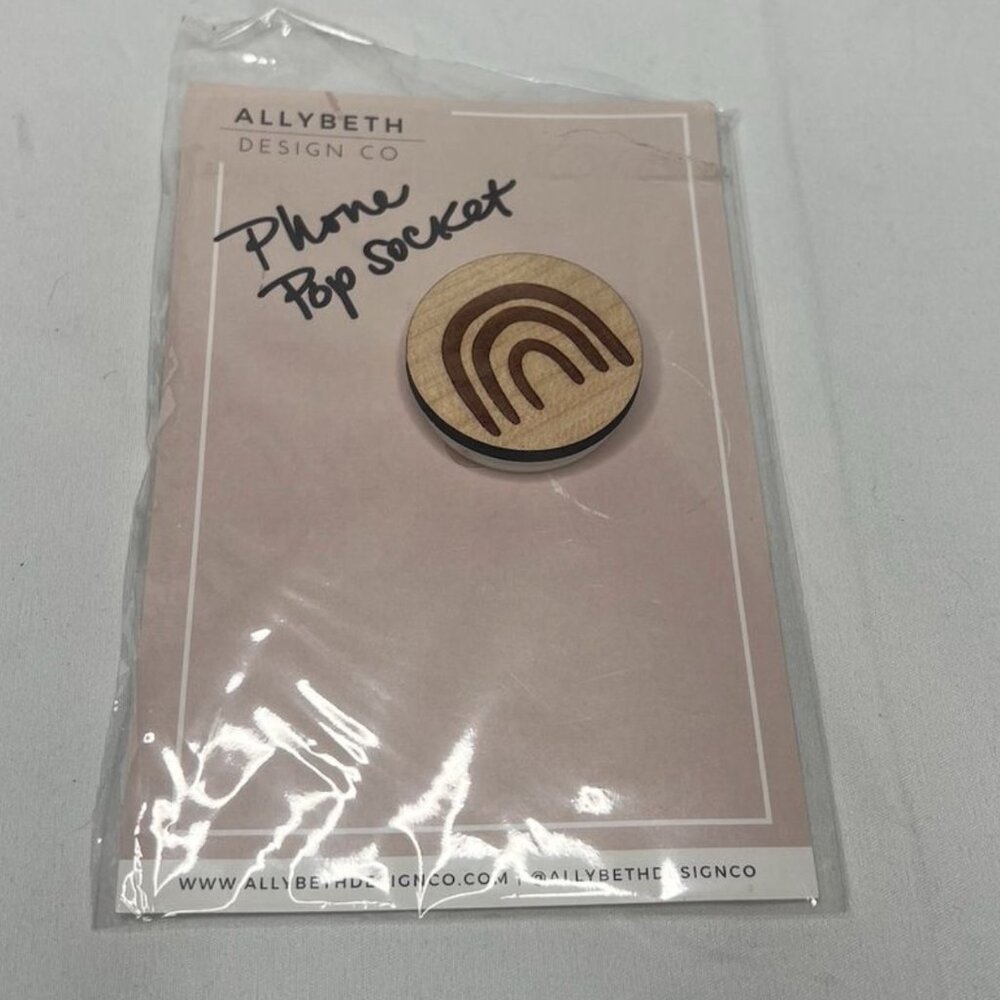 ALLYBETH
DESIGN CO
Phone
Pop socket
WWW.ALLYBETHDESIGNCO.COM | @ALLYBETHDESIGNCO